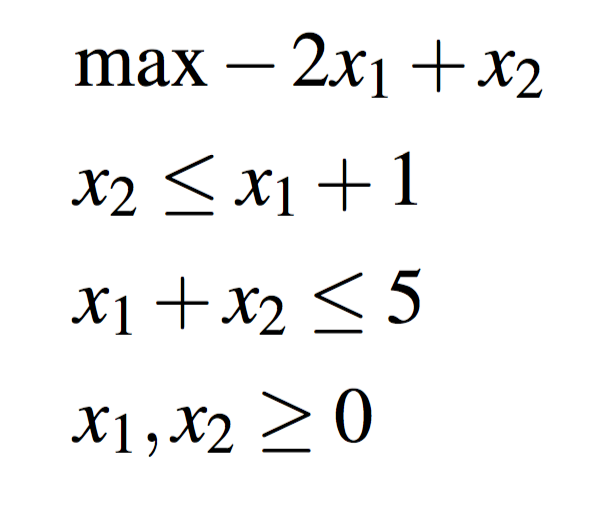 max − 2x₁ + x₂
x₂ ≤ x₁ + 1
x₁ + x₂ ≤ 5
x₁, x₂ ≥ 0